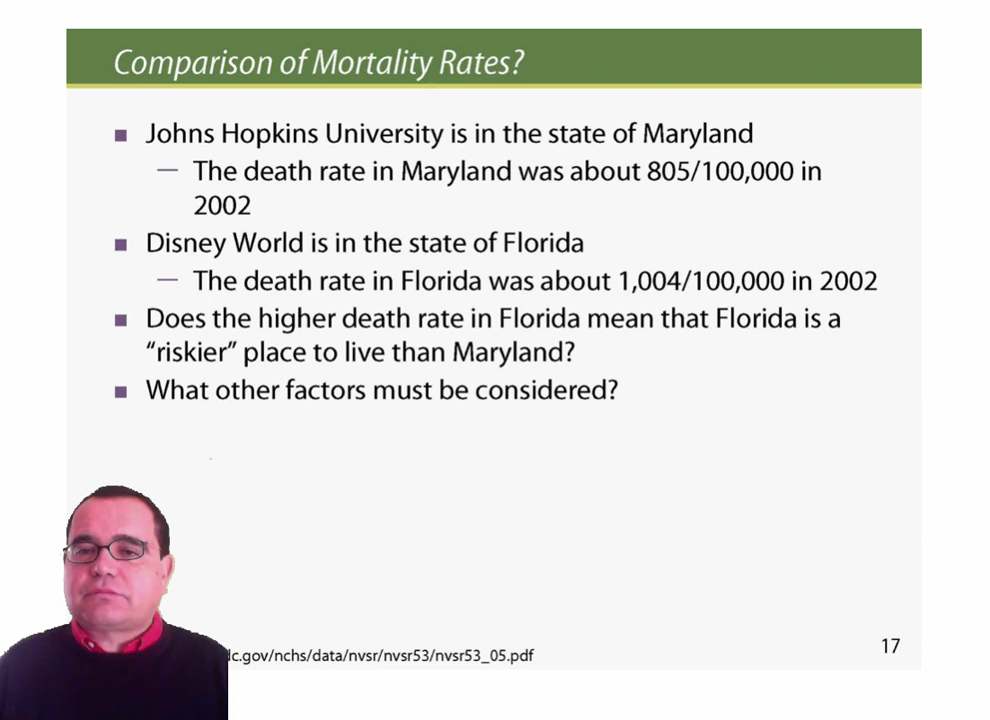 Comparison of Mortality Rates?
■ Johns Hopkins University is in the state of Maryland
— The death rate in Maryland was about 805/100,000 in
2002
■ Disney World is in the state of Florida
— The death rate in Florida was about 1,004/100,000 in 2002
■ Does the higher death rate in Florida mean that Florida is a
“riskier” place to live than Maryland?
■ What other factors must be considered?
dc.gov/nchs/data/nvsr/nvsr53/nvsr53_05.pdf
17